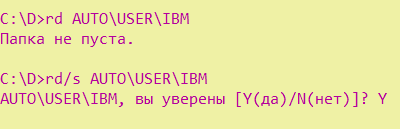 C:\D>rd AUTO\USER\IBM
Папка не пуста.
C:\D>rd/s AUTO\USER\IBM
AUTO\USER\IBM, вы уверены [Y(да)/N(нет)]? Y